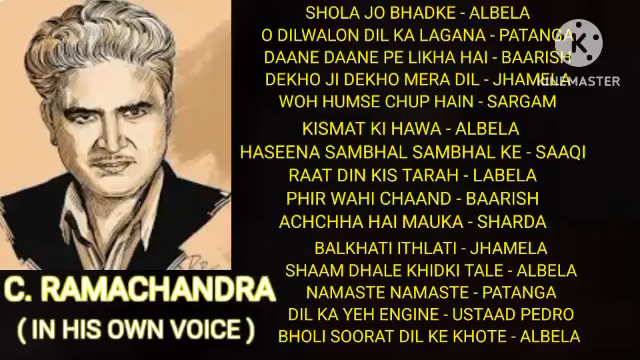 SHOLA JO BHADKE - ALBELA
O DILWALON DIL KA LAGANA - PATANGA
DAANE DAANE PE LIKHA HAI - BAARISH
DEKHO JI DEKHO MERA DIL - JHAMELA
WOH HUMSE CHUP HAIN - SARGAM
KISMAT KI HAWA - ALBELA
HASEENA SAMBHAL SAMBHAL KE - SAAQI
RAAT DIN KIS TARAH - LABELA
PHIR WAHI CHAAND - BAARISH
ACHCHHA HAI MAUKA - SHARDA
BALKHATI ITHLATI - JHAMELA
SHAAM DHALE KHIDKI TALE - ALBELA
NAMASTE NAMASTE - PATANGA
DIL KA YEH ENGINE - USTAAD PEDRO
BHOLI SOORAT DIL KE KHOTE - ALBELA
C. RAMACHANDRA
( IN HIS OWN VOICE )
K
KINEMASTER